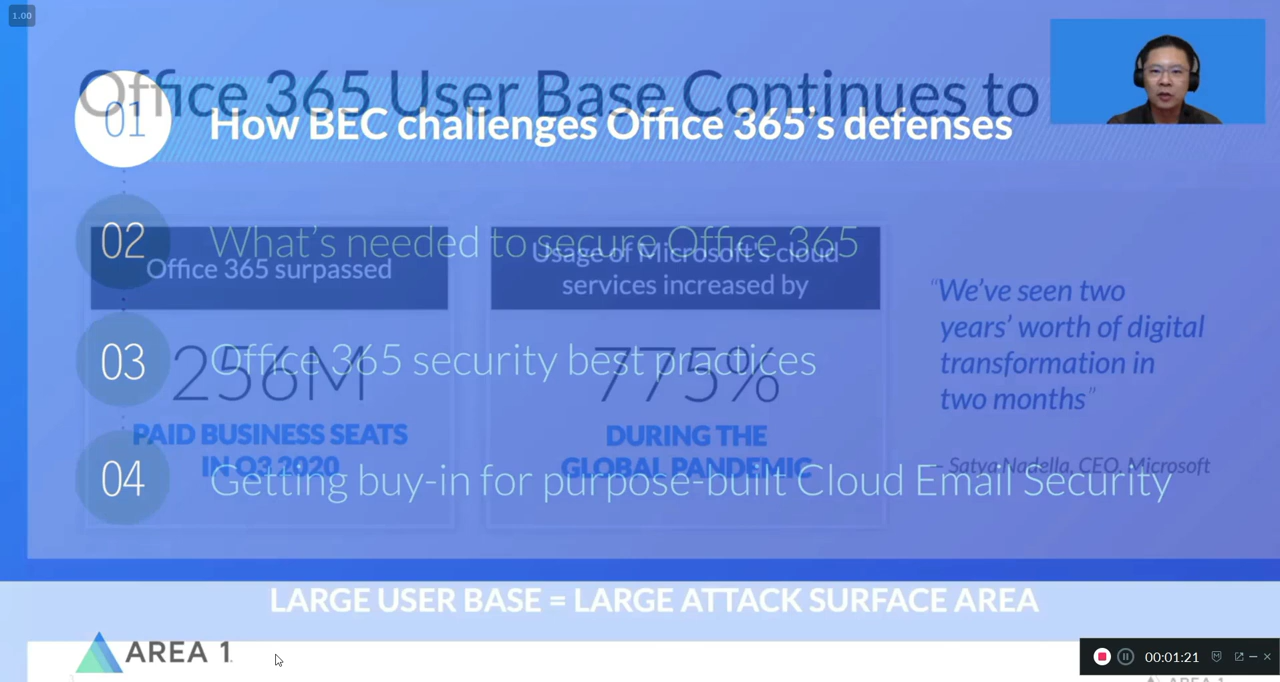 1.00
Office 365 User Base Continues to
01
How BEC challenges Office 365's defenses
02
What's needed to secure Office 365
Office 365 surpassed
Usage of Microsoft's cloud
services increased by
"We've seen two
years' worth of digital
transformation in
two months"
– Satya Nadella, CEO, Microsoft
03
Office 365 security best practices
256M
775%
PAID BUSINESS SEATS
IN Q3 2020
DURING THE
GLOBAL PANDEMIC
04
Getting buy-in for purpose-built Cloud Email Security
LARGE USER BASE = LARGE ATTACK SURFACE AREA
AREA 1
00:01:21
AREA 1